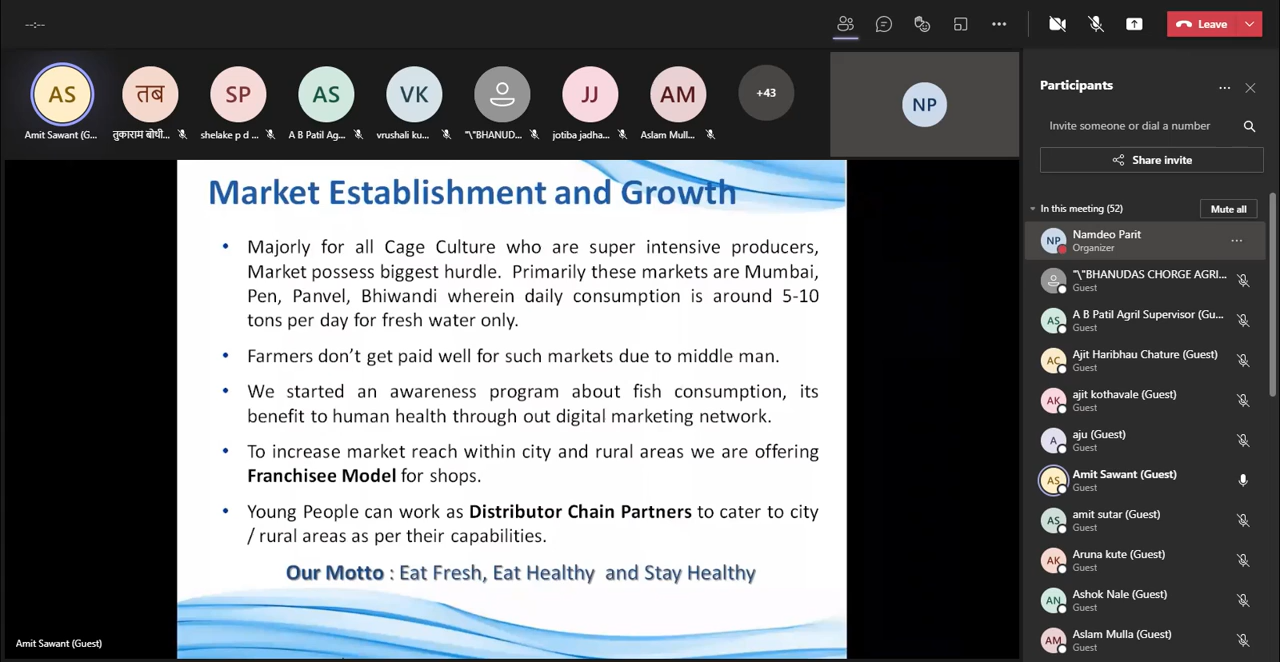 --:--
Leave
AS
तब
SP
AS
VK
JJ
AM
+43
NP
Amit Sawant (G...
तुकाराम बोथी...
shelake p d ...
A B Patil Ag...
vrushali ku...
"\"BHANUD...
jotiba jadha...
Aslam Mull...
Market Establishment and Growth
• Majorly for all Cage Culture who are super intensive producers,
Market possess biggest hurdle. Primarily these markets are Mumbai,
Pen, Panvel, Bhiwandi wherein daily consumption is around 5-10
tons per day for fresh water only.
• Farmers don't get paid well for such markets due to middle man.
• We started an awareness program about fish consumption, its
benefit to human health through out digital marketing network.
• To increase market reach within city and rural areas we are offering
Franchisee Model for shops.
• Young People can work as Distributor Chain Partners to cater to city
/ rural areas as per their capabilities.
Our Motto : Eat Fresh, Eat Healthy and Stay Healthy
Amit Sawant (Guest)
Participants
Invite someone or dial a number
Share invite
In this meeting (52)
Mute all
NP
Namdeo Parit
Organizer
"\"BHANUDAS CHORGE AGRI...
Guest
AS
A B Patil Agril Supervisor (Gu...
Guest
AC
Ajit Haribhau Chature (Guest)
Guest
AK
ajit kothavale (Guest)
Guest
A
aju (Guest)
Guest
AS
Amit Sawant (Guest)
Guest
AS
amit sutar (Guest)
Guest
AK
Aruna kute (Guest)
Guest
AN
Ashok Nale (Guest)
Guest
AM
Aslam Mulla (Guest)
Guest